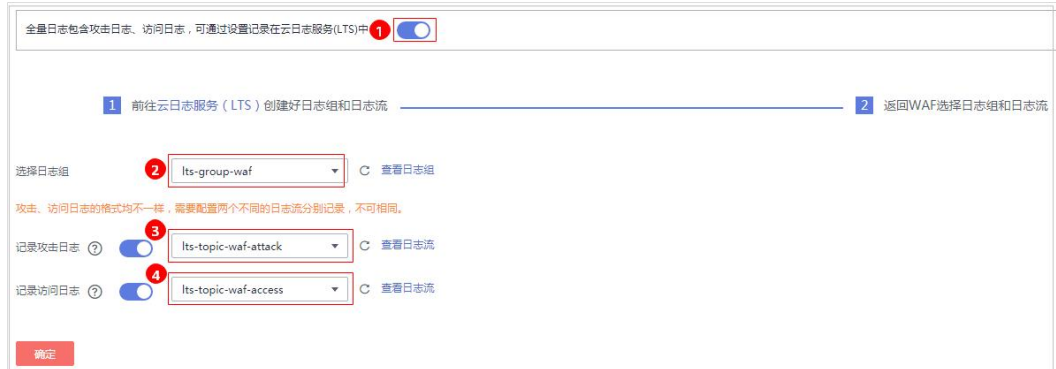 全量日志包含攻击日志、访问日志，可通过设置记录在云日志服务(LTS)中 1
1 前往云日志服务（LTS）创建好日志组和日志流 2 返回WAF选择日志组和日志流
选择日志组 2 lts-group-waf 查看日志组
攻击、访问日志的格式均不一样，需要配置两个不同的日志流分别记录，不可相同。
3
记录攻击日志 ? lts-topic-waf-attack 查看日志流
4
记录访问日志 ? lts-topic-waf-access 查看日志流
确定